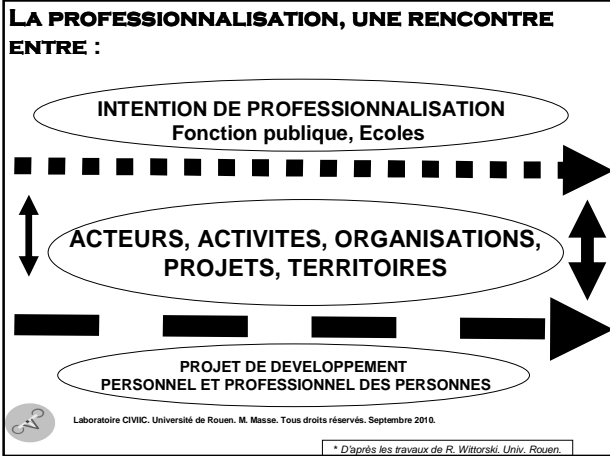 LA PROFESSIONNALISATION, UNE RENCONTRE
ENTRE :
INTENTION DE PROFESSIONNALISATION
Fonction publique, Ecoles
ACTEURS, ACTIVITES, ORGANISATIONS,
PROJETS, TERRITOIRES
PROJET DE DEVELOPPEMENT
PERSONNEL ET PROFESSIONNEL DES PERSONNES
Laboratoire CIVIIC. Université de Rouen. M. Masse. Tous droits réservés. Septembre 2010.
* D'après les travaux de R. Wittorski. Univ. Rouen.